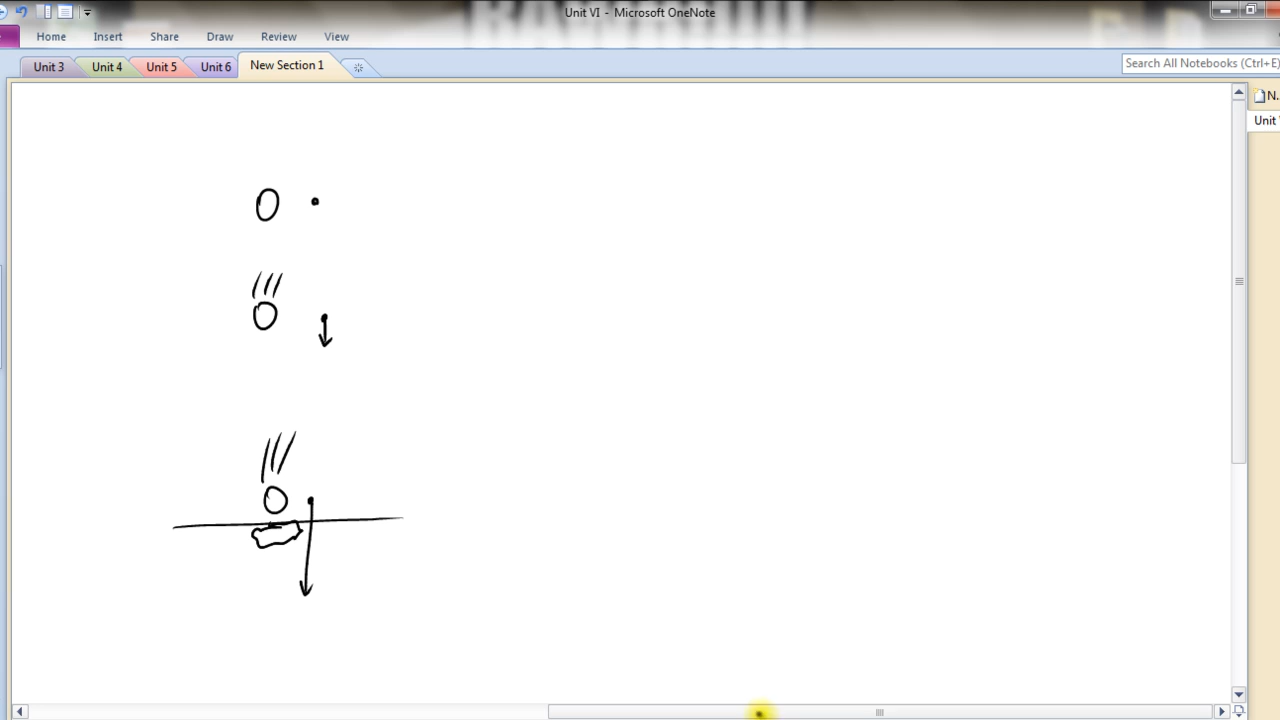 Unit VI - Microsoft OneNote
Home Insert Share Draw Review View
Unit 3 Unit 4 Unit 5 Unit 6 New Section 1
Search All Notebooks (Ctrl+E)
N..
Unit